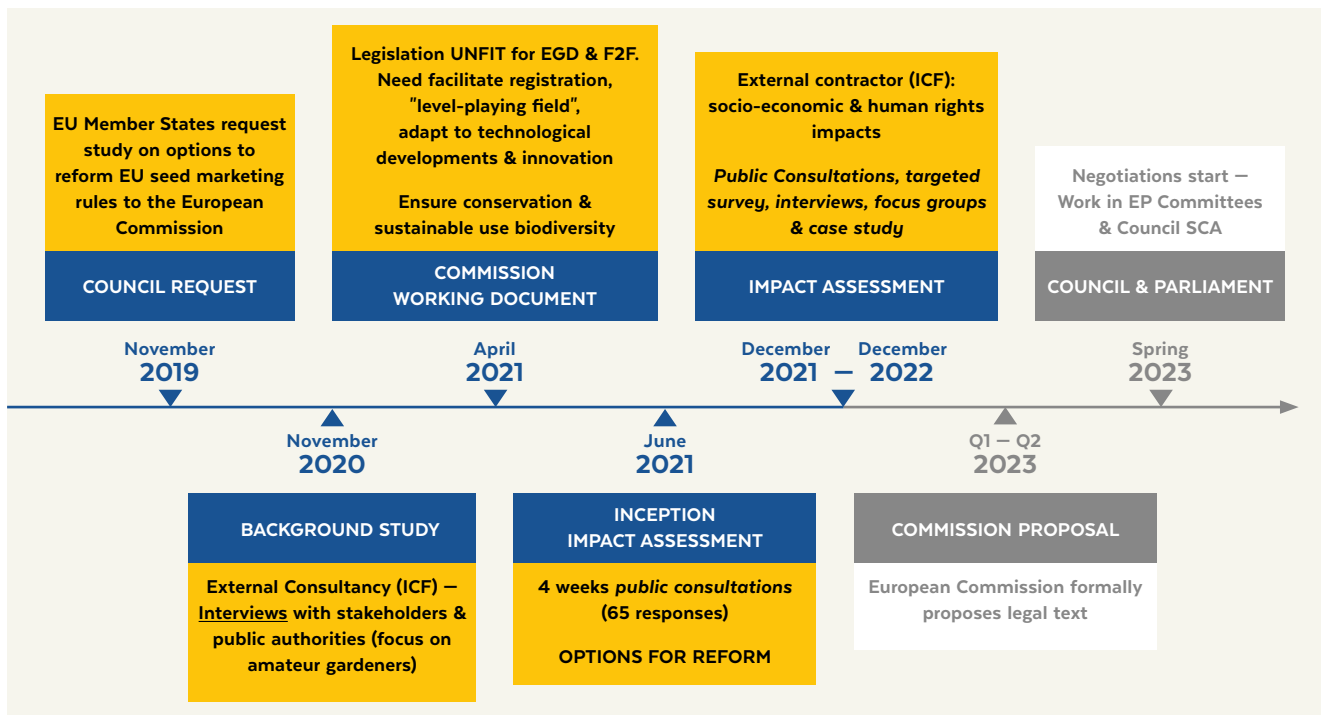 EU Member States request
study on options to
reform EU seed marketing
rules to the European
Commission
COUNCIL REQUEST
November
2019
Legislation UNFIT for EGD & F2F.
Need facilitate registration,
"level-playing field",
adapt to technological
developments & innovation
Ensure conservation &
sustainable use biodiversity
COMMISSION
WORKING DOCUMENT
April
2021
External contractor (ICF):
socio-economic & human rights
impacts
Public Consultations, targeted
survey, interviews, focus groups
& case study
IMPACT ASSESSMENT
December December
2021 — 2022
Negotiations start —
Work in EP Committees
& Council SCA
COUNCIL & PARLIAMENT
Spring
2023
November
2020
BACKGROUND STUDY
External Consultancy (ICF) —
Interviews with stakeholders &
public authorities (focus on
amateur gardeners)
June
2021
INCEPTION
IMPACT ASSESSMENT
4 weeks public consultations
(65 responses)
OPTIONS FOR REFORM
Q1 — Q2
2023
COMMISSION PROPOSAL
European Commission formally
proposes legal text